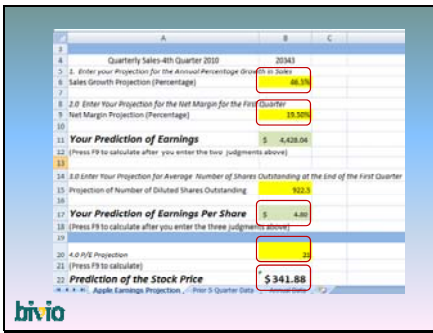 A B C
3
4 Quarterly Sales-4th Quarter 2010 20343
5 1. Enter your Projection for the Annual Percentage Growth in Sales
6 Sales Growth Projection (Percentage) 46.5%
7
8 2.0 Enter Your Projection for the Net Margin for the First Quarter
9 Net Margin Projection (Percentage) 19.50%
10
11 Your Prediction of Earnings $ 4,428.04
12 (Press F9 to calculate after you enter the two judgments above)
13
14 3.0 Enter Your Projection for Average Number of Shares Outstanding at the End of the First Quarter
15 Projection of Number of Diluted Shares Outstanding 922.5
16
17 Your Prediction of Earnings Per Share $ 4.80
18 (Press F9 to calculate after you enter the three judgments above)
19
20 4.0 P/E Projection
21 (Press F9 to calculate)
22 Prediction of the Stock Price $341.88
Apple Earnings Projection Prior 5 Quarter Data Annual Data
bivio